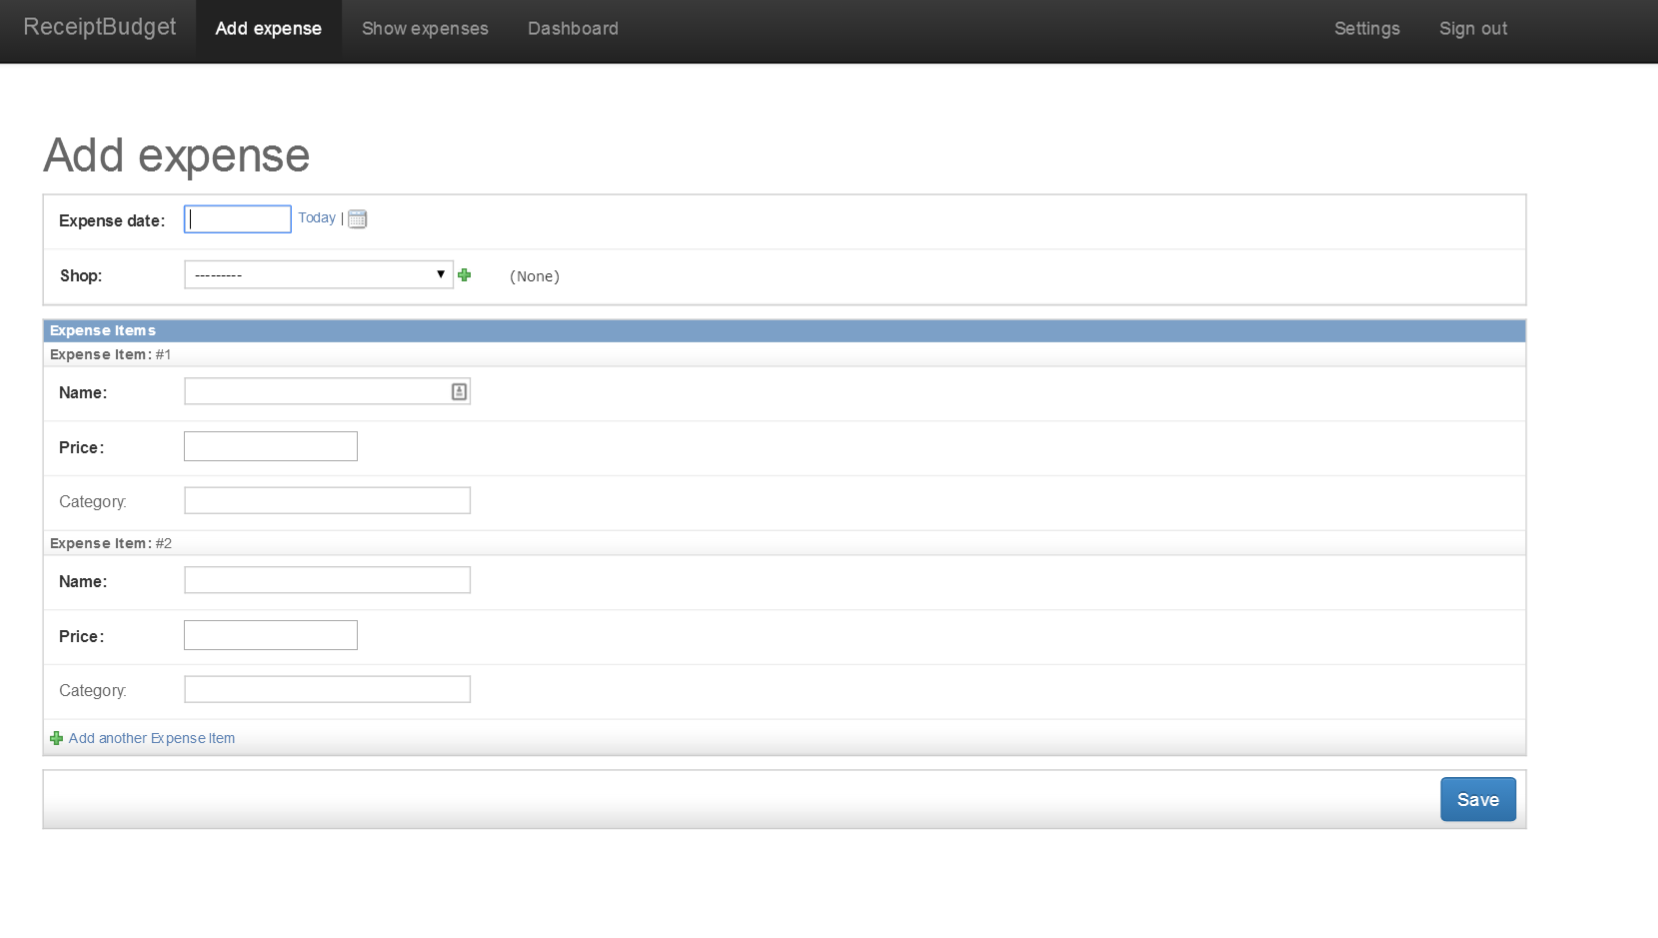 ReceiptBudget Add expense Show expenses Dashboard Settings Sign out
Add expense
Expense date: Today |
Shop: --------- (None)
Expense Items
Expense Item: #1
Name:
Price:
Category:
Expense Item: #2
Name:
Price:
Category:
Add another Expense Item
Save